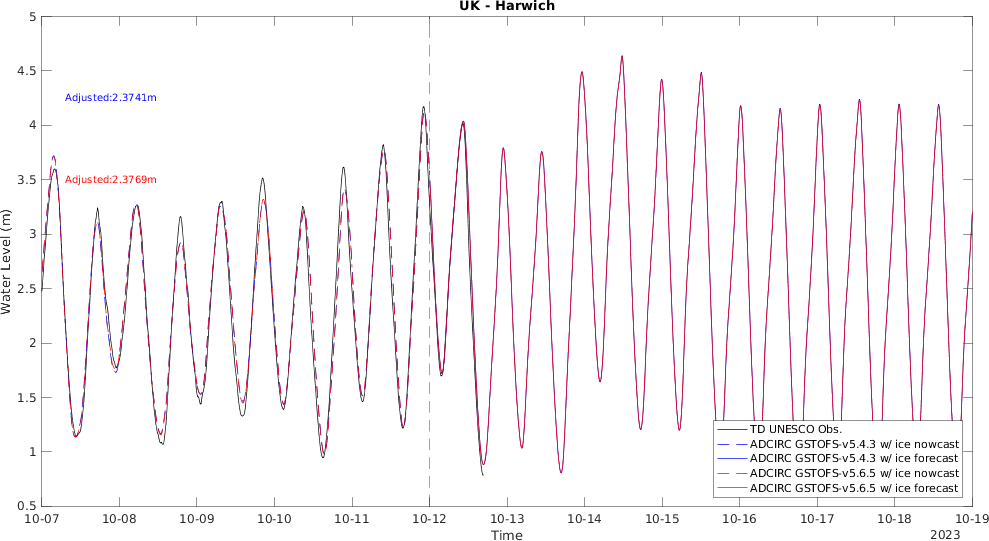 UK - Harwich
5
4.5
4
3.5
3
2.5
2
1.5
1
0.5
Water Level (m)
Adjusted:2.3741m
Adjusted:2.3769m
TD UNESCO Obs.
ADCIRC GSTOFS-v5.4.3 w/ ice nowcast
ADCIRC GSTOFS-v5.4.3 w/ ice forecast
ADCIRC GSTOFS-v5.6.5 w/ ice nowcast
ADCIRC GSTOFS-v5.6.5 w/ ice forecast
10-07 10-08 10-09 10-10 10-11 10-12 10-13 10-14 10-15 10-16 10-17 10-18 10-19
Time
2023